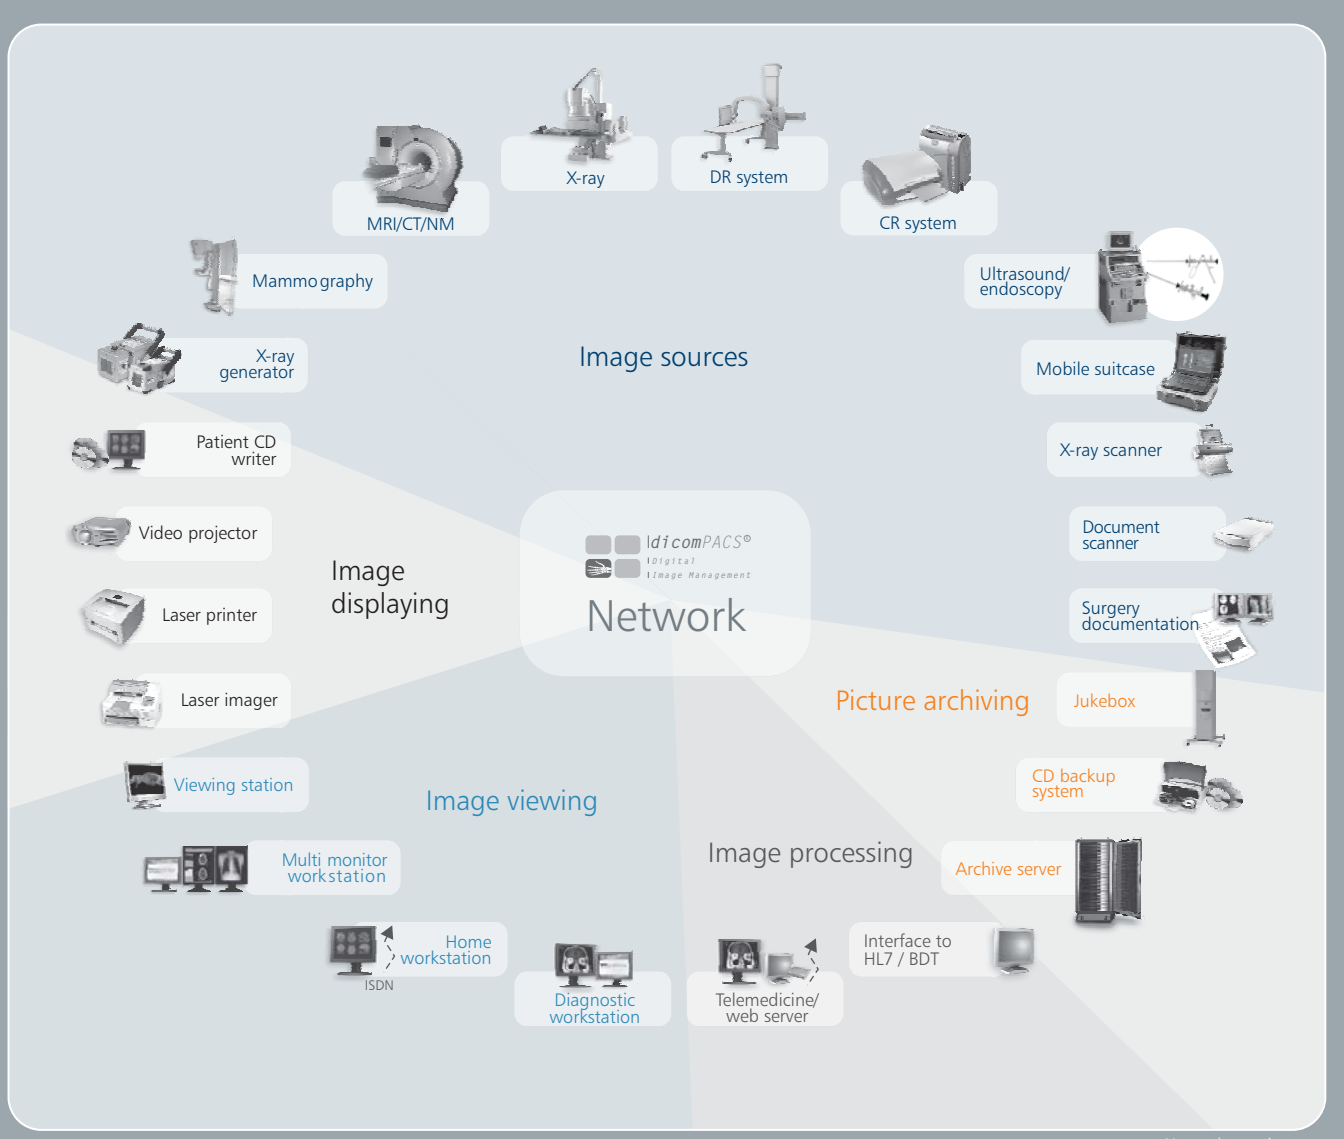 X-ray
DR system
MRI/CT/NM
CR system
Mammography
Ultrasound/
endoscopy
X-ray
generator
Image sources
Mobile suitcase
Patient CD
writer
X-ray scanner
Video projector
Document
scanner
dicomPACS®
Digital
Image Management
Network
Image
displaying
Laser printer
Surgery
documentation
Laser imager
Picture archiving
Jukebox
Viewing station
Image viewing
CD backup
system
Multi monitor
workstation
Image processing
Archive server
Home
workstation
ISDN
Interface to
HL7 / BDT
Diagnostic
workstation
Telemedicine/
web server